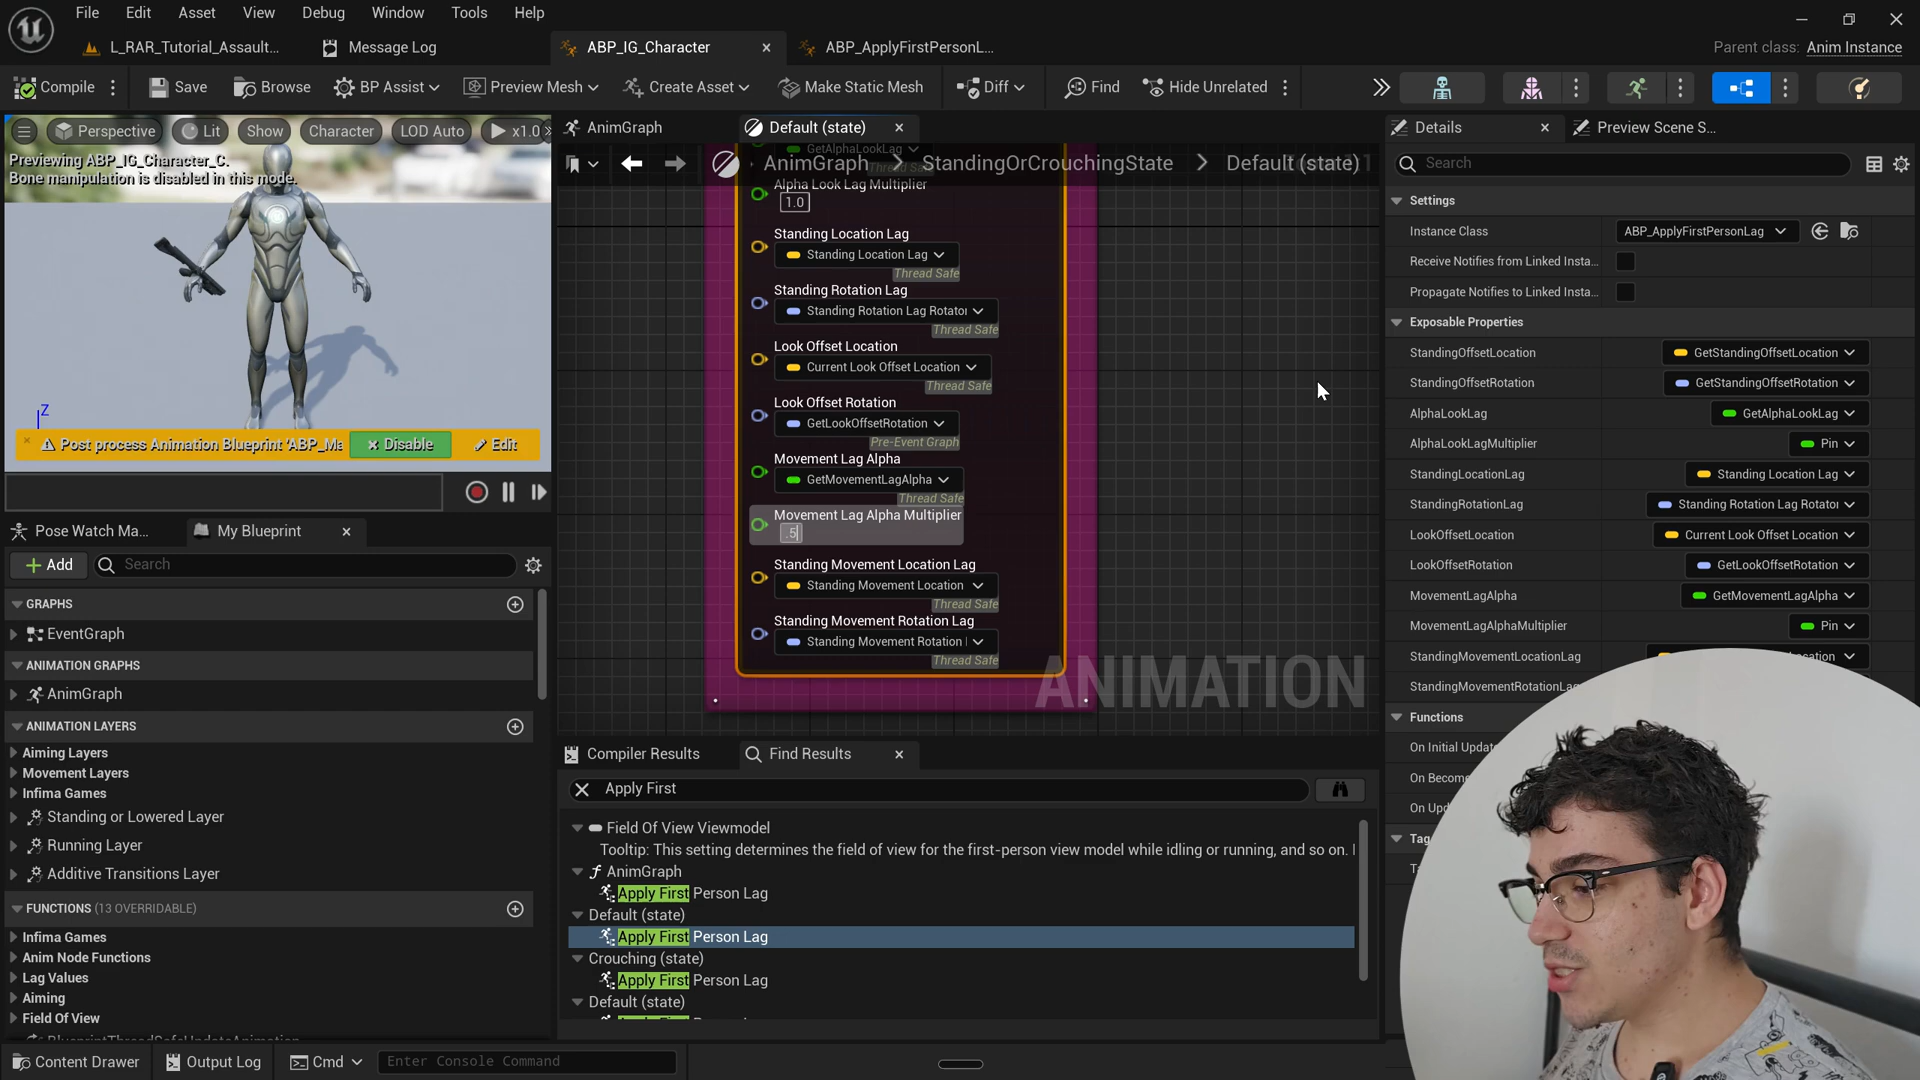 File Edit Asset View Debug Window Tools Help
L_RAR_Tutorial_Assault... Message Log ABP_IG_Character ABP_ApplyFirstPersonL... Parent class: Anim Instance
Compile Save Browse BP Assist Preview Mesh Create Asset Make Static Mesh Diff Find Hide Unrelated
Perspective Lit Show Character LOD Auto x1.0
Previewing ABP_IG_Character_C.
Bone manipulation is disabled in this mode.
Z
Post process Animation Blueprint 'ABP_Ma Disable Edit
Pose Watch Ma... My Blueprint
Add Search
GRAPHS
EventGraph
ANIMATION GRAPHS
AnimGraph
ANIMATION LAYERS
Aiming Layers
Movement Layers
Infima Games
Standing or Lowered Layer
Running Layer
Additive Transitions Layer
FUNCTIONS (13 OVERRIDABLE)
Infima Games
Anim Node Functions
Lag Values
Aiming
Field Of View
BlueprintThreadSafeUpdateAnimation
AnimGraph Default (state)
AnimGraph > StandingOrCrouchingState > Default (state)
GetAlphaLookLag
Alpha Look Lag Multiplier
1.0
Standing Location Lag
Standing Location Lag
Thread Safe
Standing Rotation Lag
Standing Rotation Lag Rotator
Thread Safe
Look Offset Location
Current Look Offset Location
Thread Safe
Look Offset Rotation
GetLookOffsetRotation
Pre-Event Graph
Movement Lag Alpha
GetMovementLagAlpha
Thread Safe
Movement Lag Alpha Multiplier
.5
Standing Movement Location Lag
Standing Movement Location
Thread Safe
Standing Movement Rotation Lag
Standing Movement Rotation
Thread Safe
ANIMATION
Compiler Results Find Results
Apply First
Field Of View Viewmodel
Tooltip: This setting determines the field of view for the first-person view model while idling or running, and so on.
AnimGraph
Apply First Person Lag
Default (state)
Apply First Person Lag
Crouching (state)
Apply First Person Lag
Default (state)
Details Preview Scene S...
Search
Settings
Instance Class ABP_ApplyFirstPersonLag
Receive Notifies from Linked Insta...
Propagate Notifies to Linked Insta...
Exposable Properties
StandingOffsetLocation GetStandingOffsetLocation
StandingOffsetRotation GetStandingOffsetRotation
AlphaLookLag GetAlphaLookLag
AlphaLookLagMultiplier Pin
StandingLocationLag Standing Location Lag
StandingRotationLag Standing Rotation Lag Rotator
LookOffsetLocation Current Look Offset Location
LookOffsetRotation GetLookOffsetRotation
MovementLagAlpha GetMovementLagAlpha
MovementLagAlphaMultiplier Pin
StandingMovementLocationLag
StandingMovementRotationLag
Functions
On Initial Upda
On Becom
On Upd
Tag
Content Drawer Output Log Cmd Enter Console Command